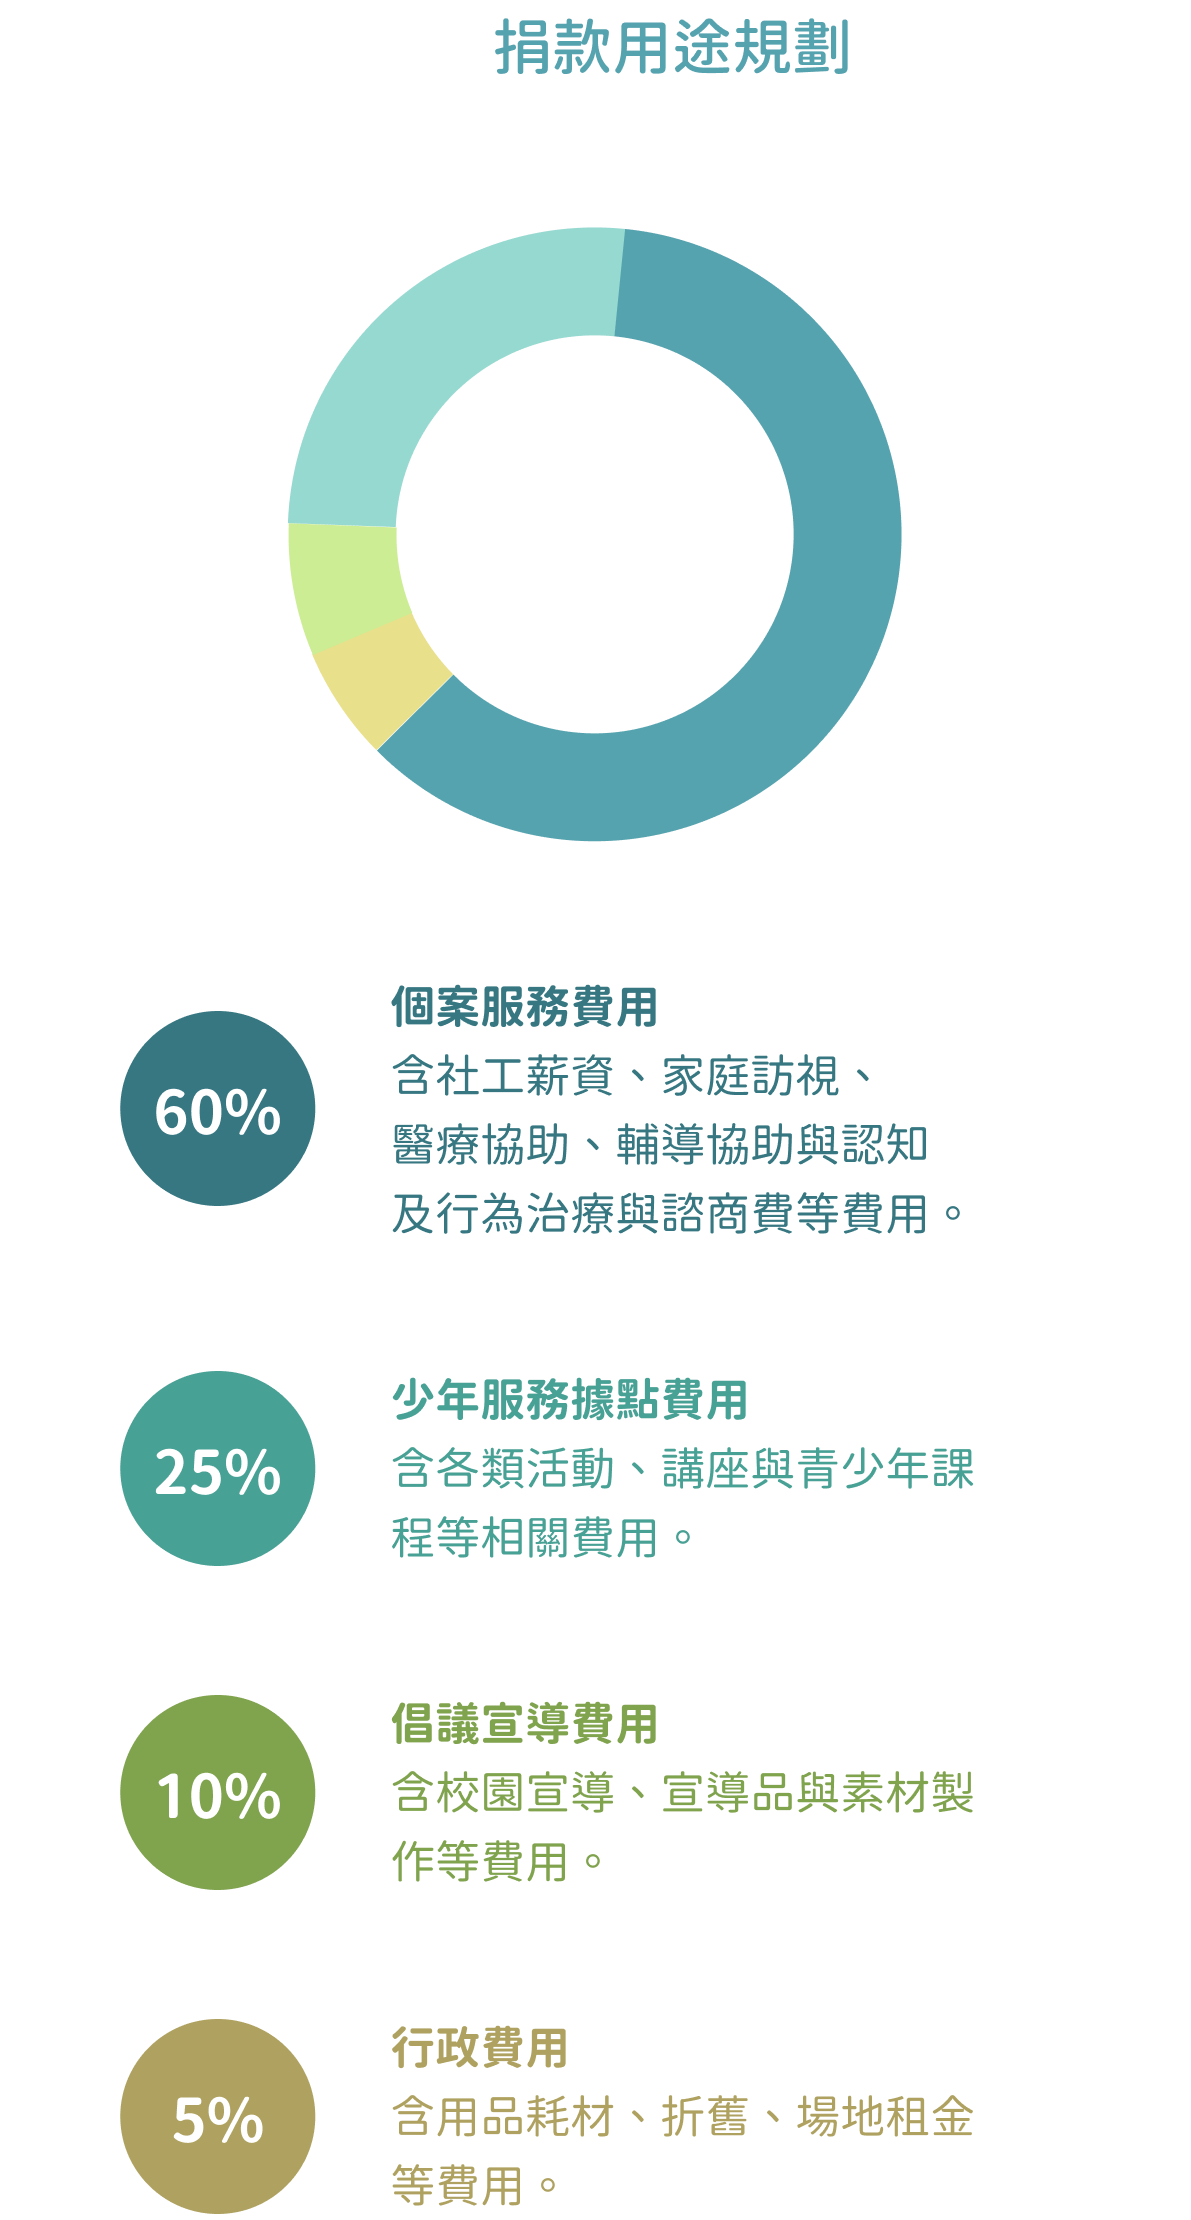 捐款用途規劃
60%
個案服務費用
含社工薪資、家庭訪視、
醫療協助、輔導協助與認知
及行為治療與諮商費等費用。
25%
少年服務據點費用
含各類活動、講座與青少年課
程等相關費用。
10%
倡議宣導費用
含校園宣導、宣導品與素材製
作等費用。
5%
行政費用
含用品耗材、折舊、場地租金
等費用。